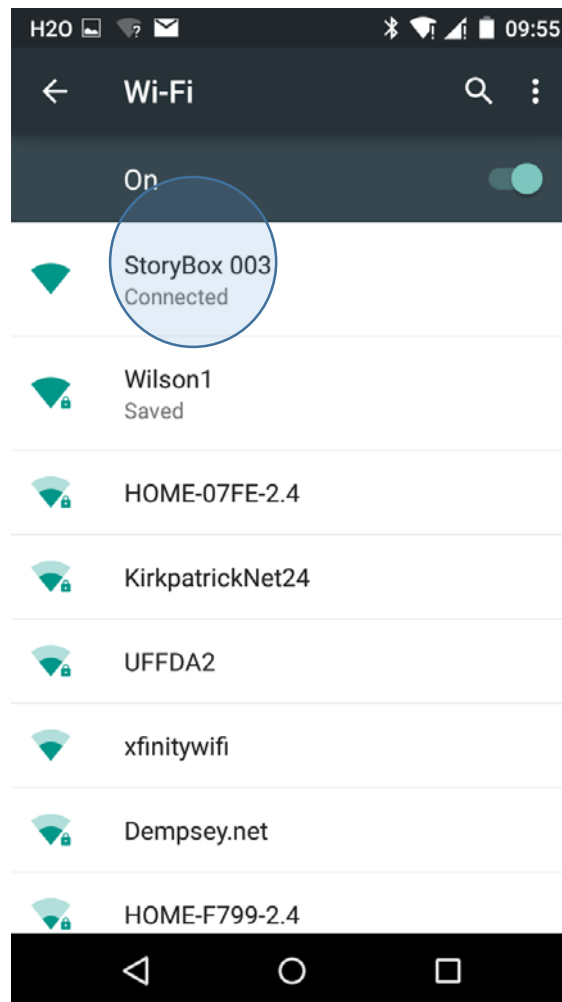 H2O 09:55
Wi-Fi
On
StoryBox 003
Connected
Wilson1
Saved
HOME-07FE-2.4
KirkpatrickNet24
UFFDA2
xfinitywifi
Dempsey.net
HOME-F799-2.4